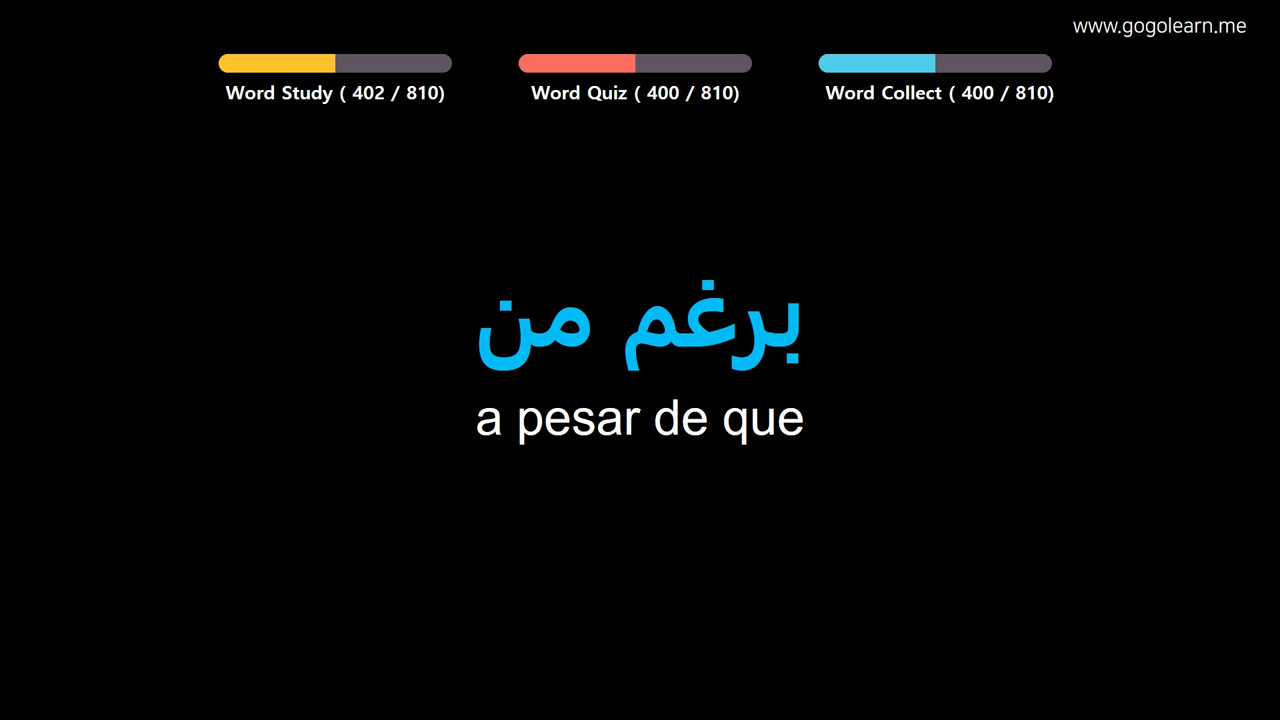 www.gogolearn.me
Word Study ( 402 / 810)
Word Quiz ( 400 / 810)
Word Collect ( 400 / 810)
برغم من
a pesar de que